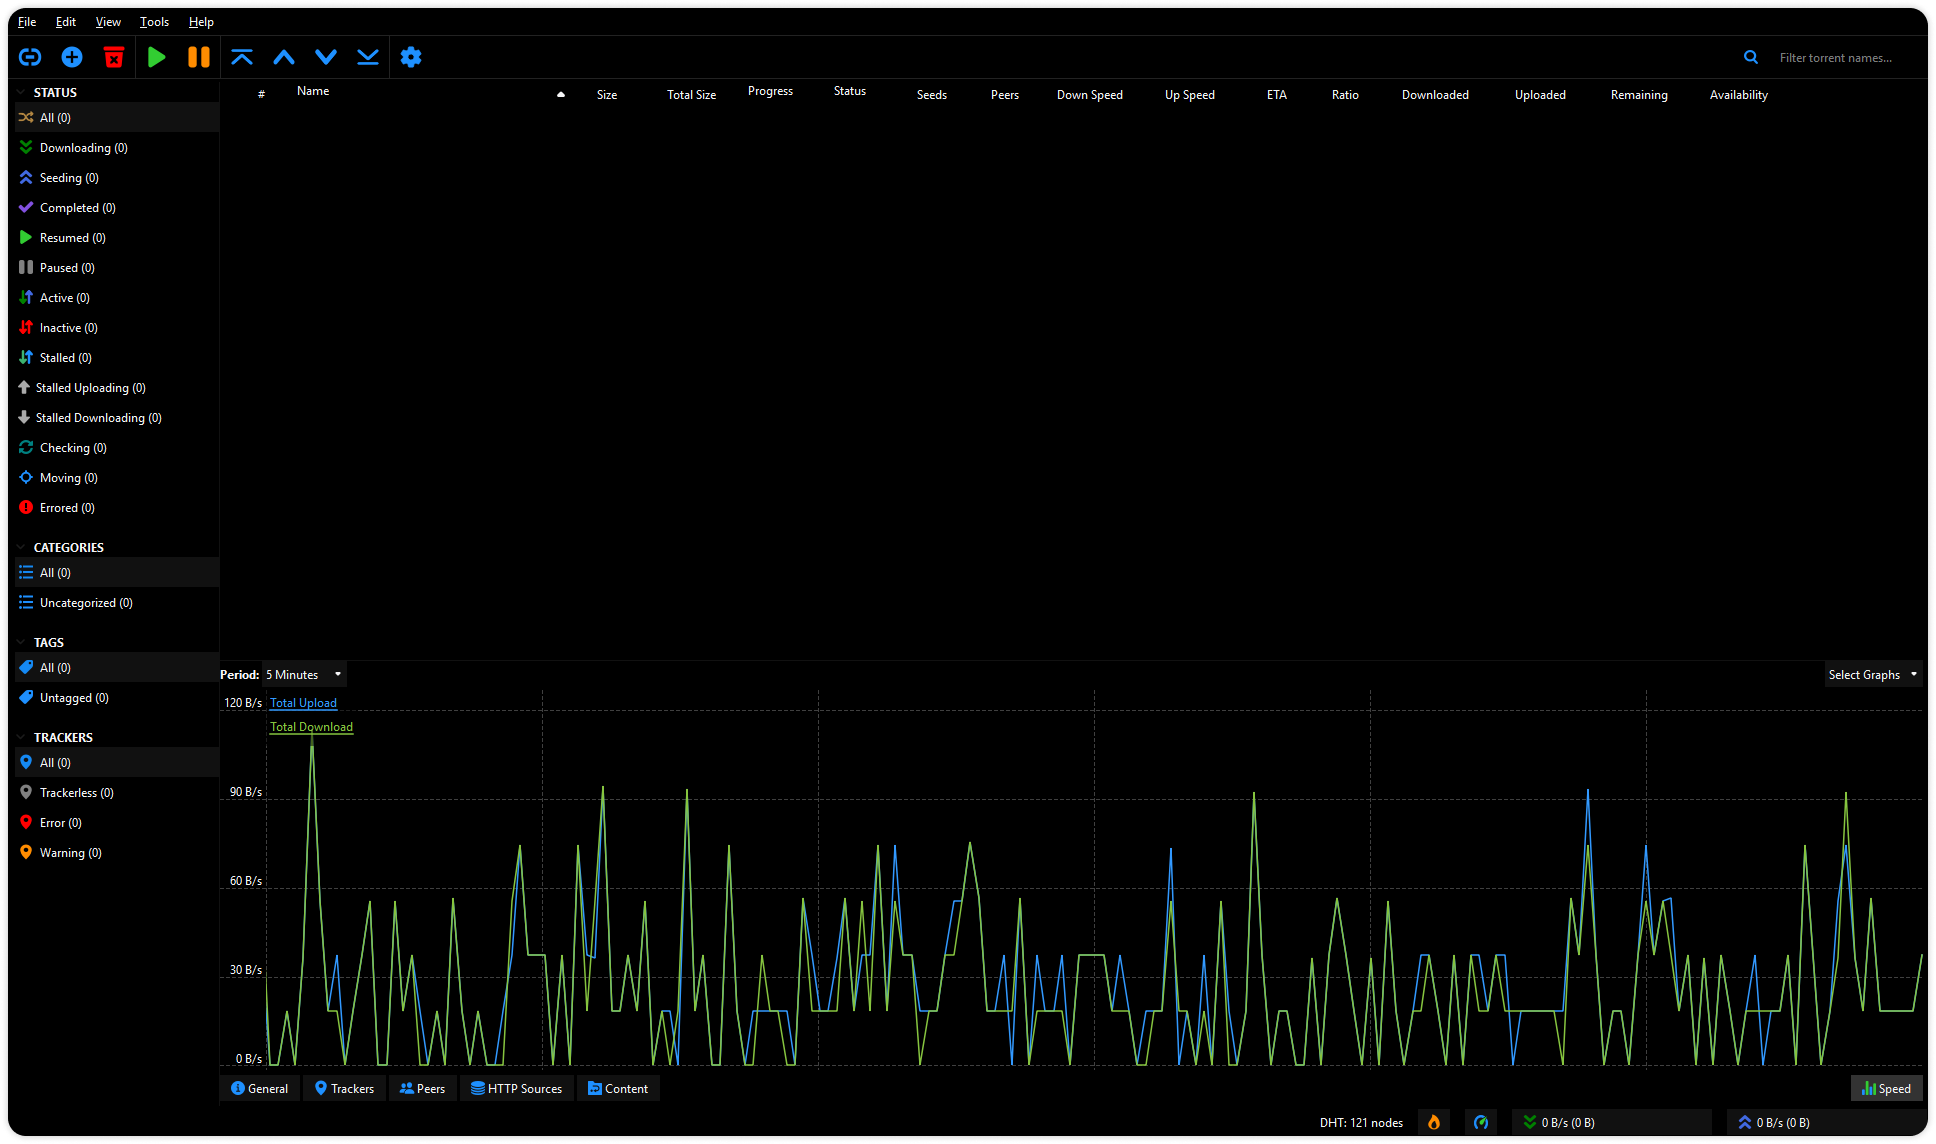 File Edit View Tools Help
Filter torrent names...
STATUS
# Name Size Total Size Progress Status Seeds Peers Down Speed Up Speed ETA Ratio Downloaded Uploaded Remaining Availability
All (0)
Downloading (0)
Seeding (0)
Completed (0)
Resumed (0)
Paused (0)
Active (0)
Inactive (0)
Stalled (0)
Stalled Uploading (0)
Stalled Downloading (0)
Checking (0)
Moving (0)
Errored (0)
CATEGORIES
All (0)
Uncategorized (0)
TAGS
All (0)
Untagged (0)
TRACKERS
All (0)
Trackerless (0)
Error (0)
Warning (0)
Period: 5 Minutes Select Graphs
120 B/s Total Upload
Total Download
90 B/s
60 B/s
30 B/s
0 B/s
General Trackers Peers HTTP Sources Content Speed
DHT: 121 nodes 0 B/s (0 B) 0 B/s (0 B)